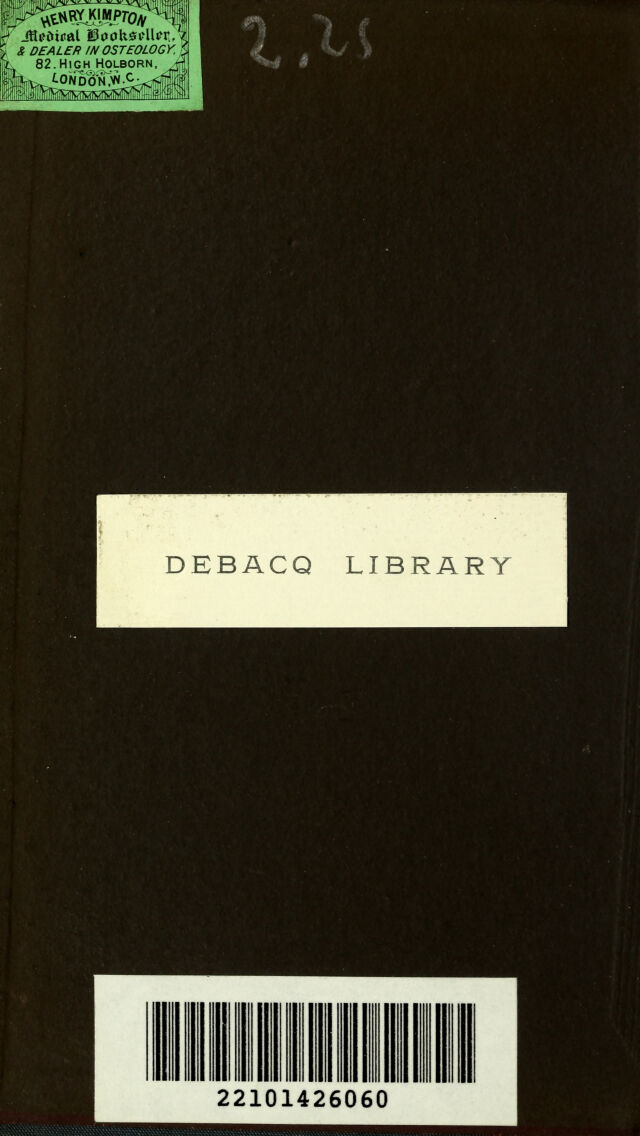 HENRY KIMPTON
Medical Bookseller,
& DEALER IN OSTEOLOGY,
82. HIGH HOLBORN,
LONDON, W.C.
2.25
DEBACQ LIBRARY
22101426060